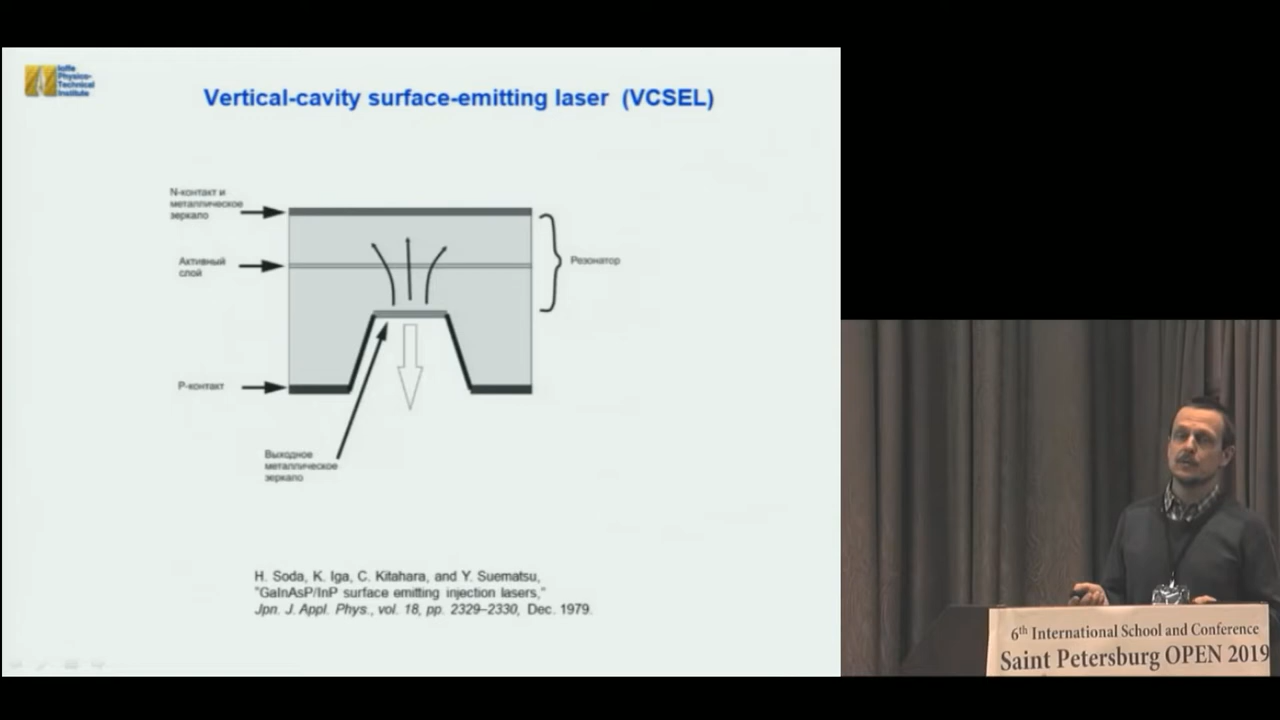 Ioffe
Physico-
Technical
Institute
Vertical-cavity surface-emitting laser (VCSEL)
N-контакт и
металлическое
зеркало
Активный
слой
Резонатор
P-контакт
Выходное
металлическое
зеркало
H. Soda, K. Iga, C. Kitahara, and Y. Suematsu,
"GaInAsP/InP surface emitting injection lasers,"
Jpn. J. Appl. Phys., vol. 18, pp. 2329–2330, Dec. 1979.
6th International School and Conference
Saint Petersburg OPEN 2019